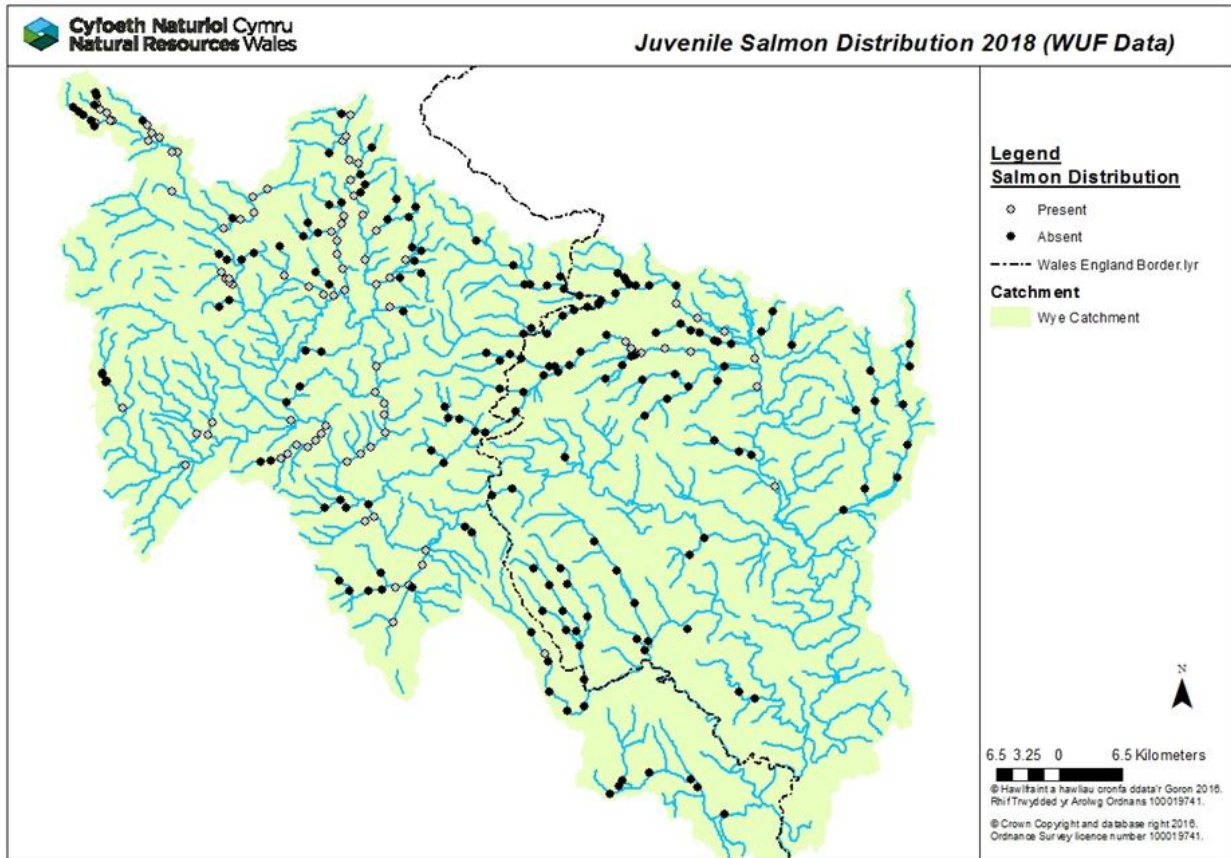 Cyfoeth Naturiol Cymru
Natural Resources Wales
Juvenile Salmon Distribution 2018 (WUF Data)
Legend
Salmon Distribution
Present
Absent
Wales England Border.lyr
Catchment
Wye Catchment
N
6.5 3.25 0 6.5 Kilometers
© Hawlfraint a hawliau cronfa ddata'r Goron 2016.
Rhif Trwydded yr Arolwg Ordnans 100019741.
© Crown Copyright and database right 2016.
Ordnance Survey licence number 100019741.